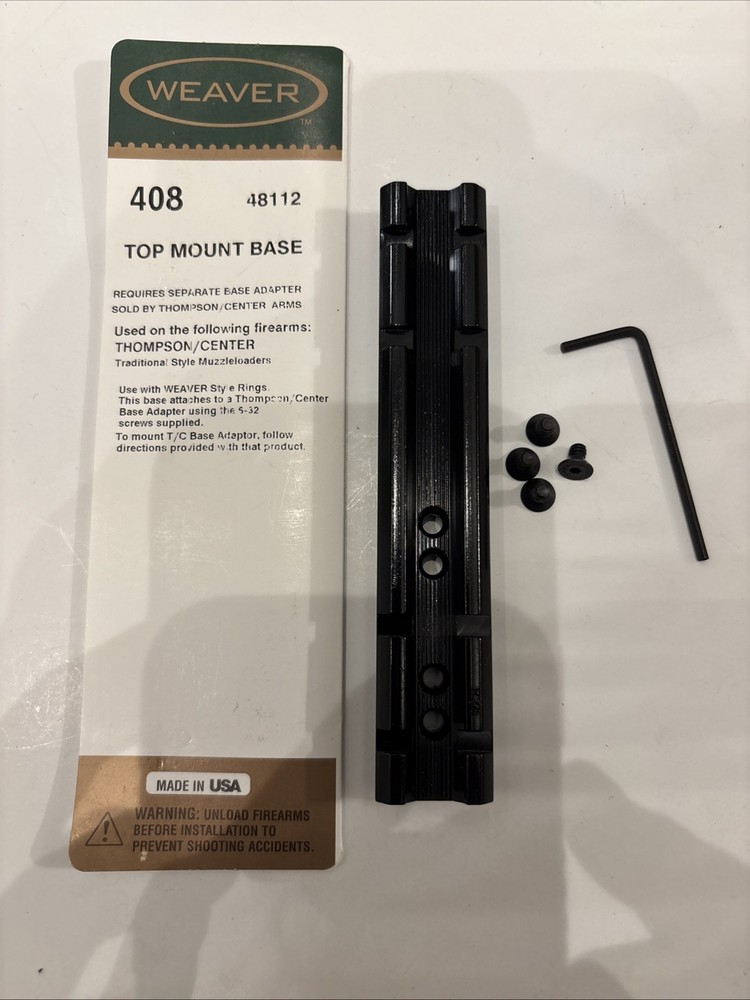 WEAVER
TM
408 48112
TOP MOUNT BASE
REQUIRES SEPARATE BASE ADAPTER
SOLD BY THOMPSON/CENTER ARMS
Used on the following firearms:
THOMPSON/CENTER
Traditional Style Muzzleloaders
Use with WEAVER Style Rings.
This base attaches to a Thompson/Center
Base Adapter using the 6-32
screws supplied.
To mount T/C Base Adaptor, follow
directions provided with that product.
MADE IN USA
WARNING: UNLOAD FIREARMS
BEFORE INSTALLATION TO
PREVENT SHOOTING ACCIDENTS.